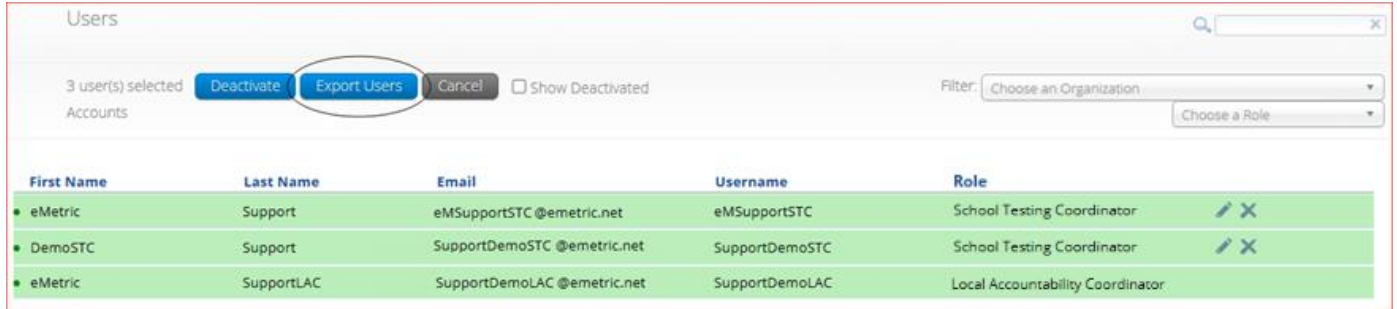 Users
3 user(s) selected Deactivate Export Users Cancel Show Deactivated Filter: Choose an Organization
Accounts Choose a Role
First Name Last Name Email Username Role
eMetric Support eMSupportSTC @emetric.net eMSupportSTC School Testing Coordinator
DemoSTC Support SupportDemoSTC @emetric.net SupportDemoSTC School Testing Coordinator
eMetric SupportLAC SupportDemoLAC @emetric.net SupportDemoLAC Local Accountability Coordinator